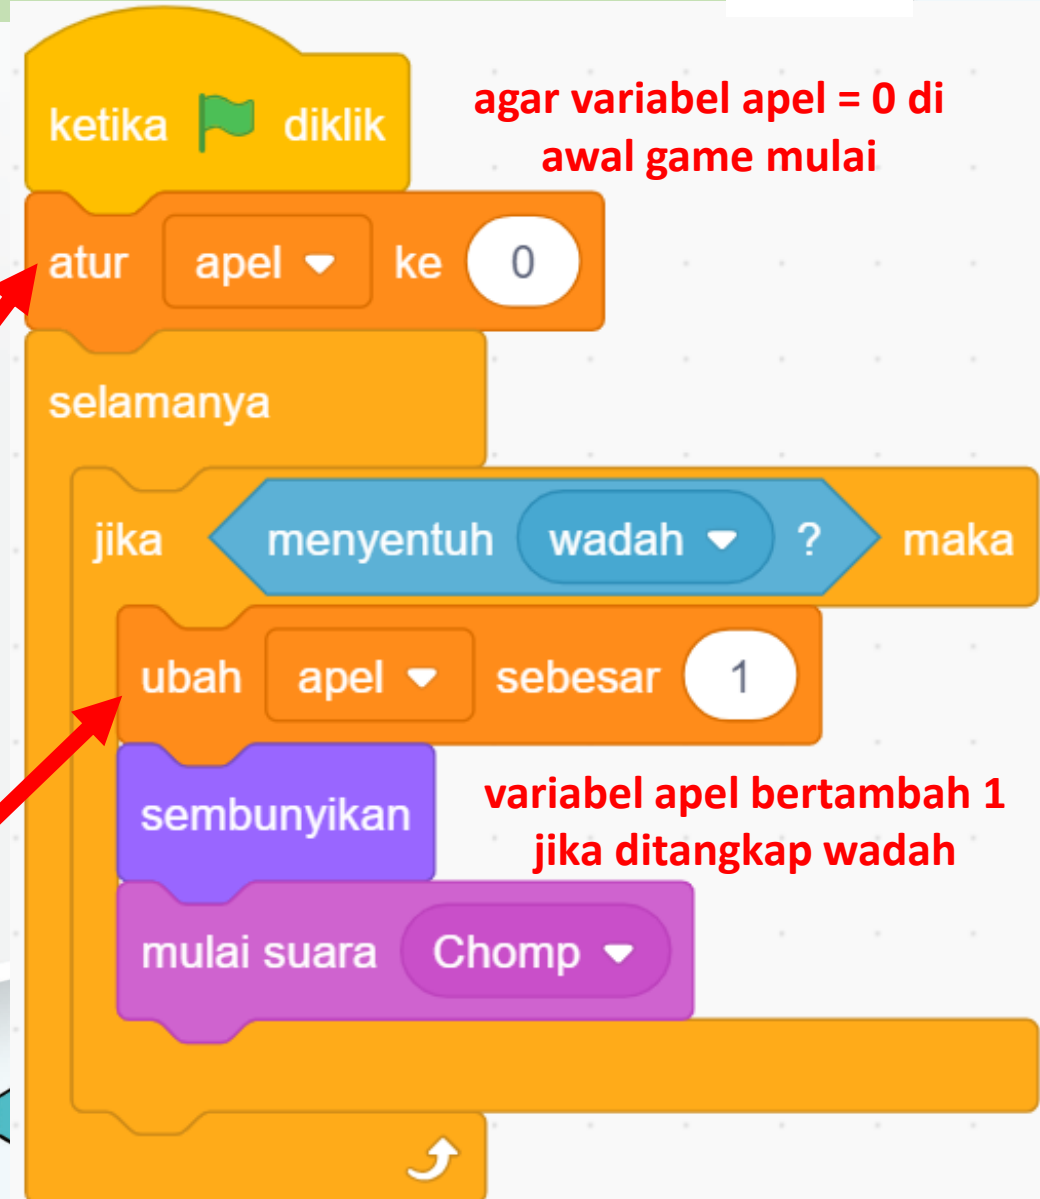 ketika diklik
agar variabel apel = 0 di
awal game mulai
atur apel ke 0
selamanya
jika menyentuh wadah ? maka
ubah apel sebesar 1
sembunyikan
variabel apel bertambah 1
jika ditangkap wadah
mulai suara Chomp